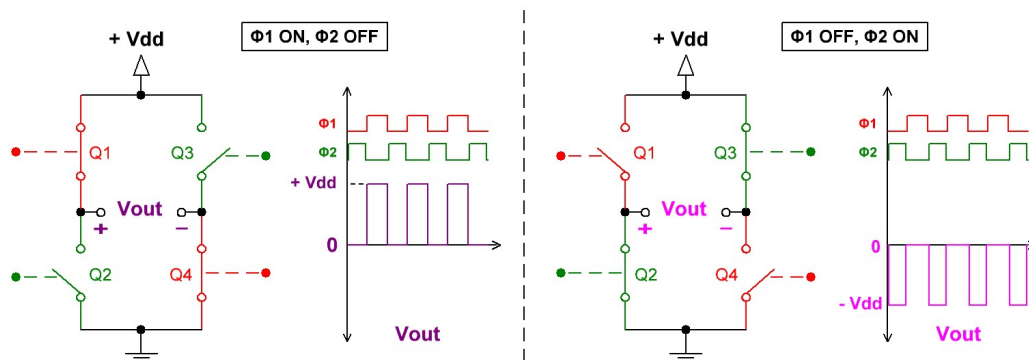 + Vdd
Φ1 ON, Φ2 OFF
Q1
Q3
Vout
+
−
Q2
Q4
Φ1
Φ2
+ Vdd
0
Vout
+ Vdd
Φ1 OFF, Φ2 ON
Q1
Q3
Vout
+
−
Q2
Q4
Φ1
Φ2
0
- Vdd
Vout